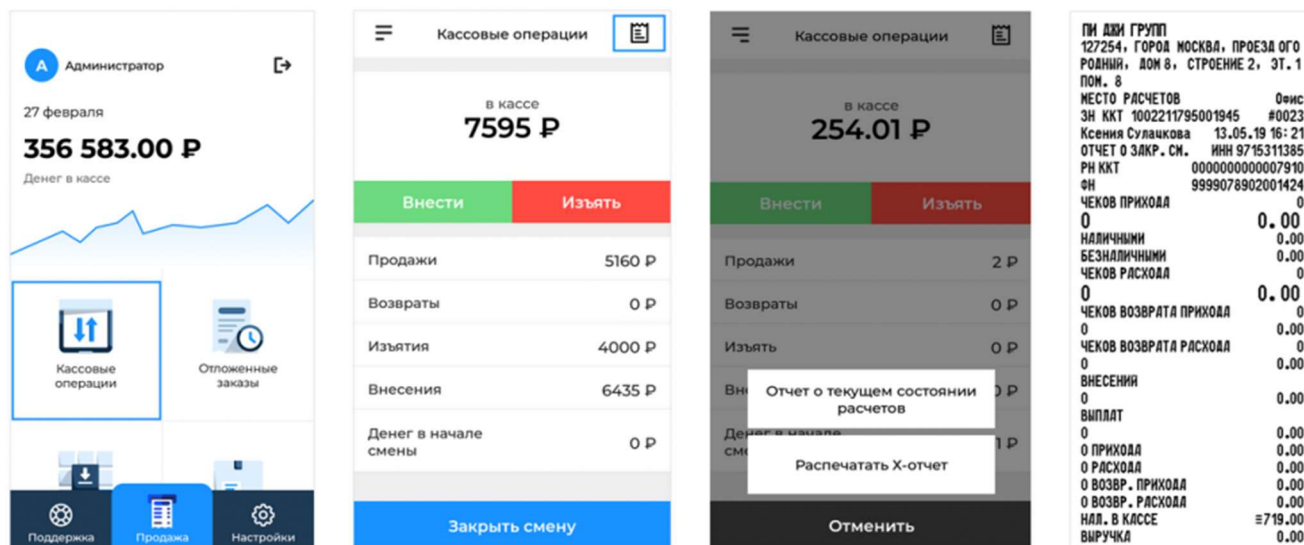 А Администратор
27 февраля
356 583.00 ₽
Денег в кассе
Кассовые
операции
Отложенные
заказы
Поддержка
Продажа
Настройки
Кассовые операции
в кассе
7595 ₽
Внести
Изъять
Продажи 5160 ₽
Возвраты 0 ₽
Изъятия 4000 ₽
Внесения 6435 ₽
Денег в начале
смены 0 ₽
Закрыть смену
Кассовые операции
в кассе
254.01 ₽
Внести
Изъять
Продажи 2 ₽
Возвраты 0 ₽
Изъять 0 ₽
Отчет о текущем состоянии
расчетов
Распечатать Х-отчет
Отменить
ПИ ДЖИ ГРУПП
127254, ГОРОД МОСКВА, ПРОЕЗД ОГО
РОДНЫЙ, ДОМ 8, СТРОЕНИЕ 2, ЭТ. 1
ПОМ. 8
МЕСТО РАСЧЕТОВ Офис
ЗН ККТ 1002211795001945 #0023
Ксения Сулачкова 13.05.19 16:21
ОТЧЕТ О ЗАКР. СМ. ИНН 9715311385
РН ККТ 0000000000007910
ФН 9999078902001424
ЧЕКОВ ПРИХОДА 0
0 0.00
НАЛИЧНЫМИ 0.00
БЕЗНАЛИЧНЫМИ 0.00
ЧЕКОВ РАСХОДА 0
0 0.00
ЧЕКОВ ВОЗВРАТА ПРИХОДА 0
0 0.00
ЧЕКОВ ВОЗВРАТА РАСХОДА 0
0 0.00
ВНЕСЕНИЙ
0 0.00
ВЫПЛАТ
0 0.00
0 ПРИХОДА 0.00
0 РАСХОДА 0.00
0 ВОЗВР. ПРИХОДА 0.00
0 ВОЗВР. РАСХОДА 0.00
НАЛ. В КАССЕ ≡719.00
ВЫРУЧКА 0.00